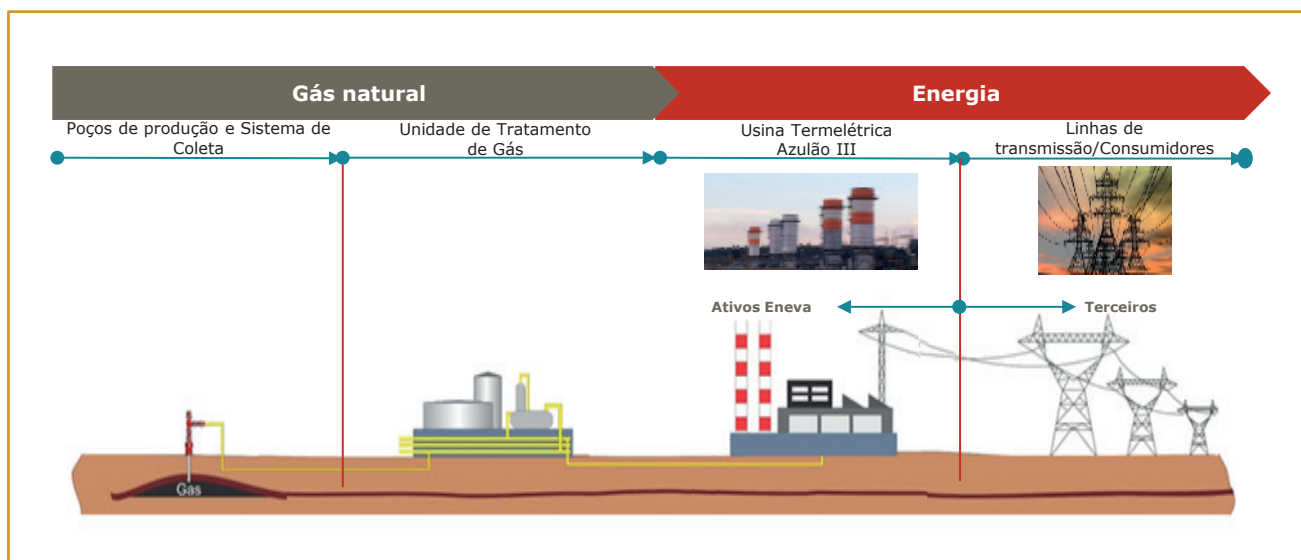 Gás natural
Energia
Poços de produção e Sistema de
Coleta
Unidade de Tratamento
de Gás
Usina Termelétrica
Azulão III
Linhas de
transmissão/Consumidores
Ativos Eneva
Terceiros
Gas